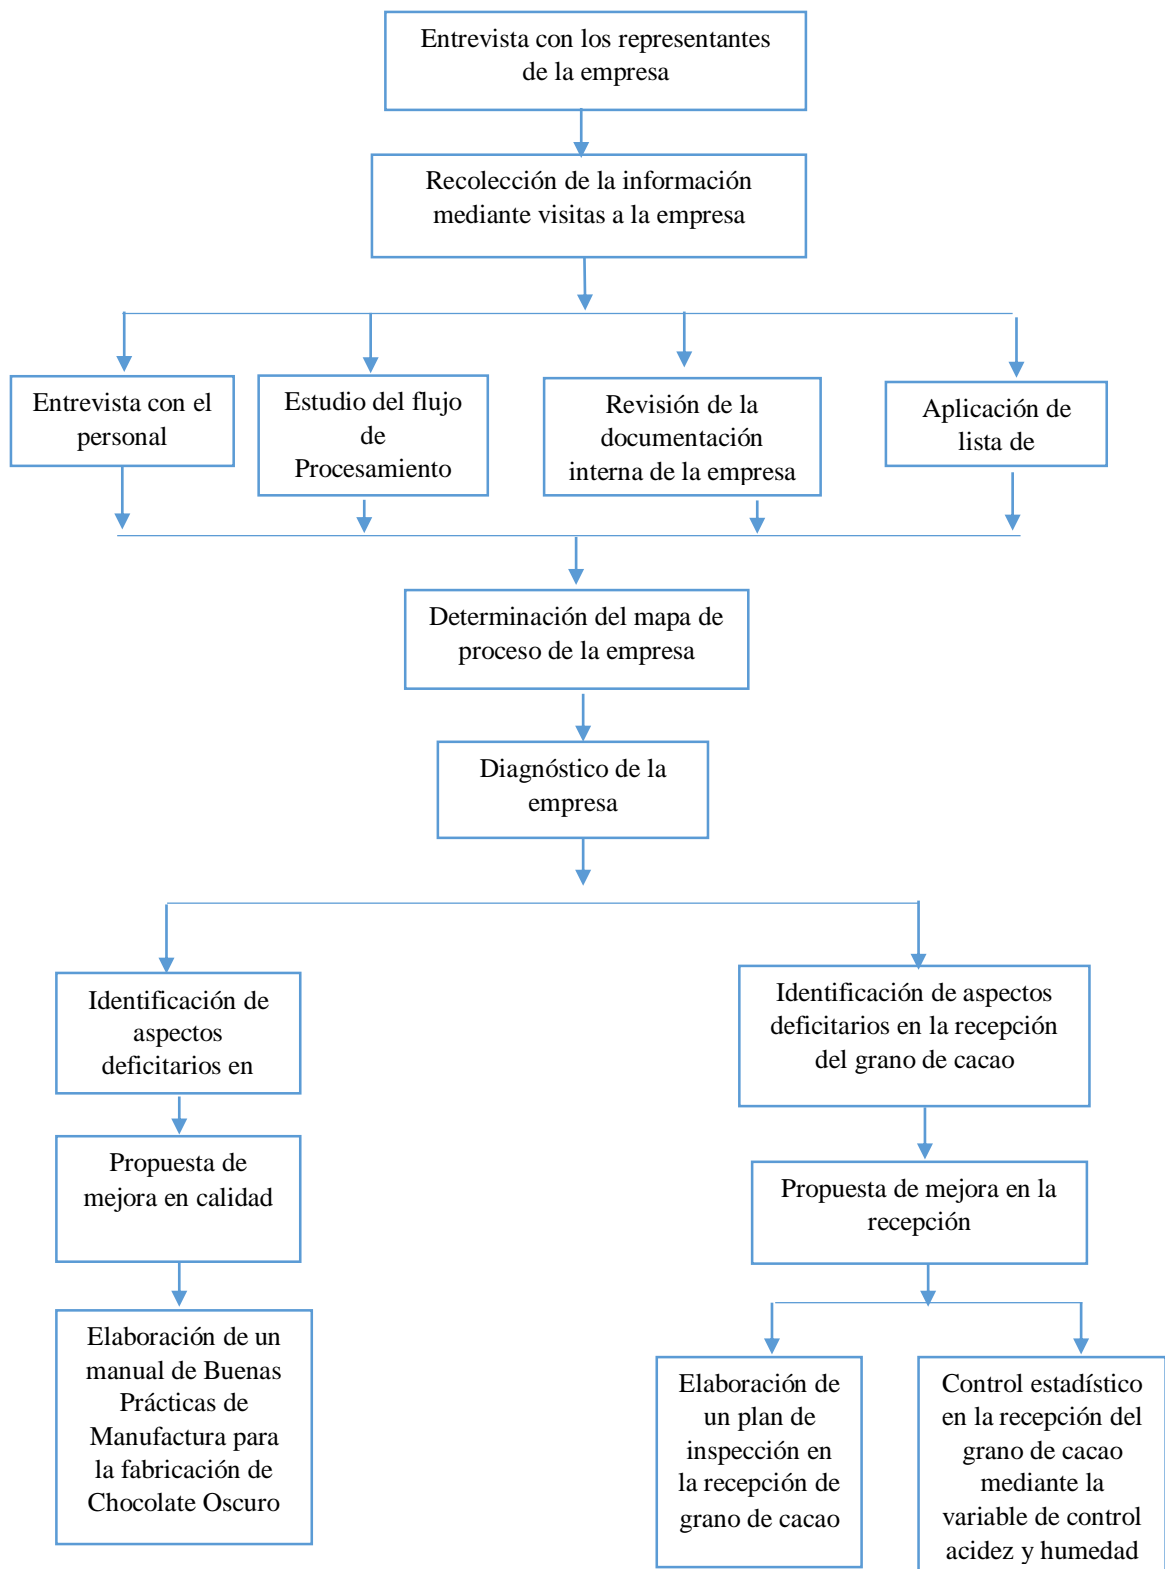 Entrevista con los representantes
de la empresa
Recolección de la información
mediante visitas a la empresa
Entrevista con el
personal
Estudio del flujo
de
Procesamiento
Revisión de la
documentación
interna de la empresa
Aplicación de
lista de
Determinación del mapa de
proceso de la empresa
Diagnóstico de la
empresa
Identificación de
aspectos
deficitarios en
Identificación de aspectos
deficitarios en la recepción
del grano de cacao
Propuesta de
mejora en calidad
Propuesta de mejora en la
recepción
Elaboración de un
manual de Buenas
Prácticas de
Manufactura para
la fabricación de
Chocolate Oscuro
Elaboración de
un plan de
inspección en
la recepción de
grano de cacao
Control estadístico
en la recepción del
grano de cacao
mediante la
variable de control
acidez y humedad